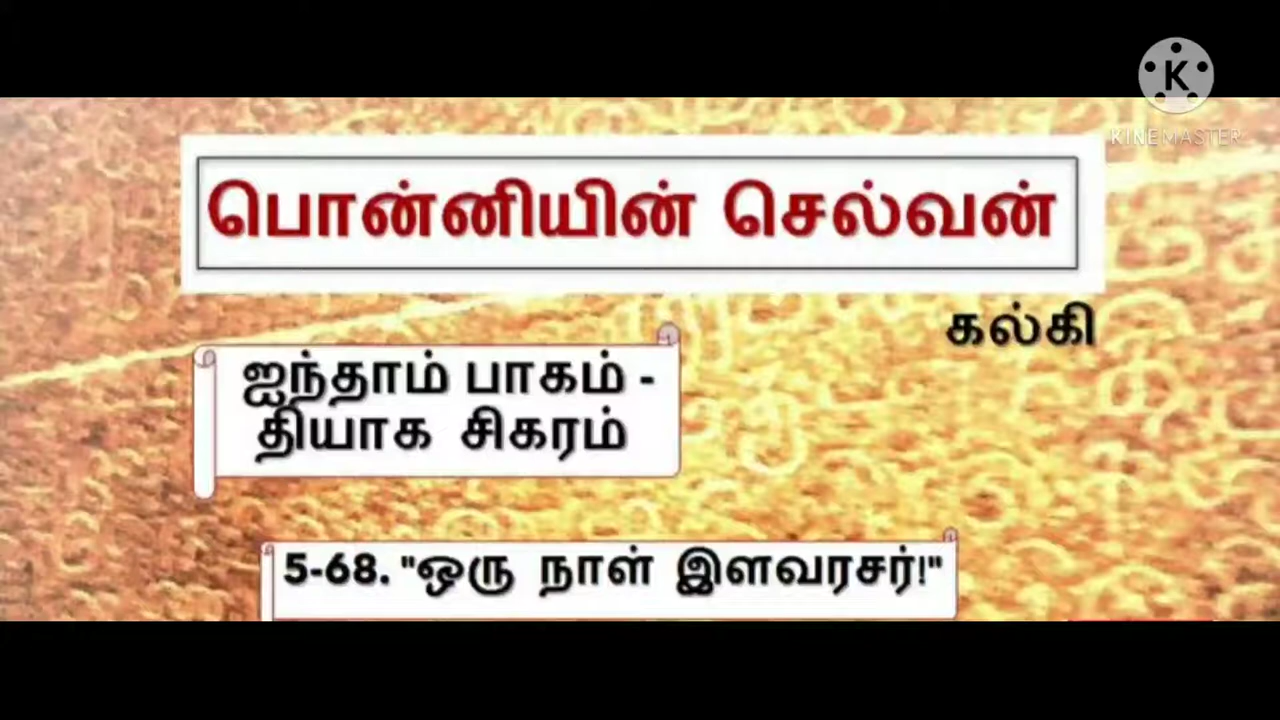 K
KINEMASTER
பொன்னியின் செல்வன்
கல்கி
ஐந்தாம் பாகம் -
தியாக சிகரம்
5-68. "ஒரு நாள் இளவரசர்!"